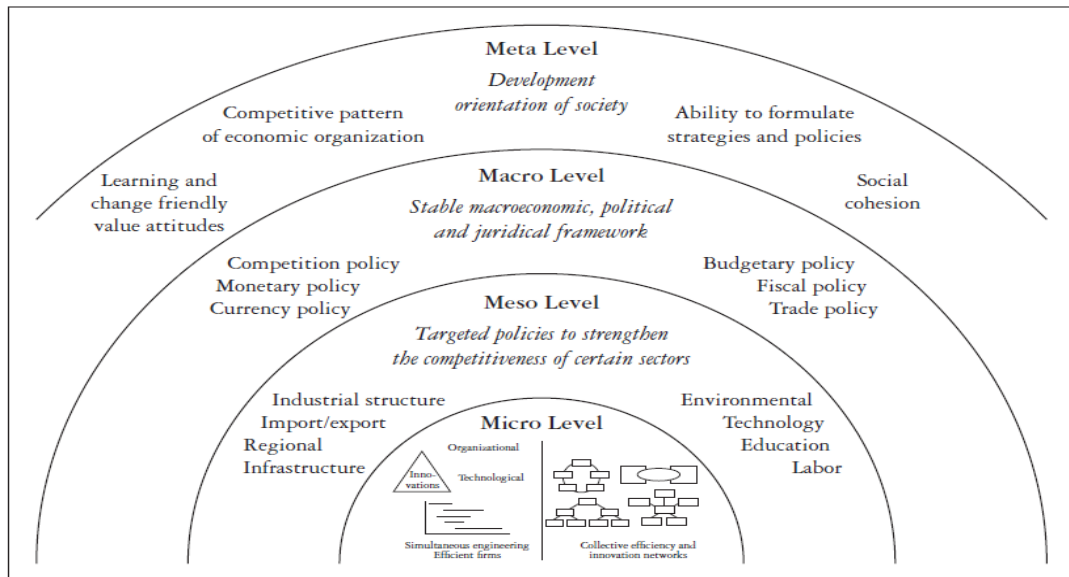 Meta Level
Development
orientation of society
Competitive pattern
of economic organization
Ability to formulate
strategies and policies
Learning and
change friendly
value attitudes
Social
cohesion
Macro Level
Stable macroeconomic, political
and juridical framework
Competition policy
Monetary policy
Currency policy
Budgetary policy
Fiscal policy
Trade policy
Meso Level
Targeted policies to strengthen
the competitiveness of certain sectors
Industrial structure
Import/export
Regional
Infrastructure
Environmental
Technology
Education
Labor
Micro Level
Organizational
Inno-
vations
Technological
Simultaneous engineering
Efficient firms
Collective efficiency and
innovation networks